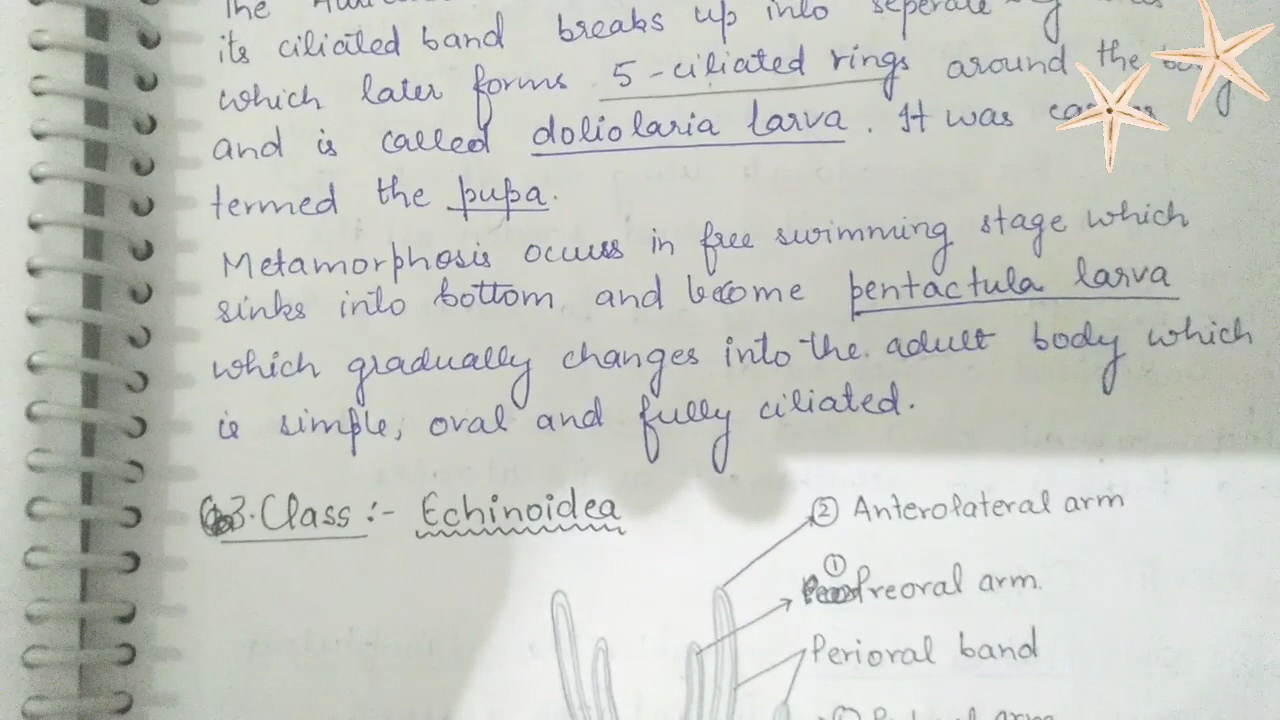 The
its ciliated band breaks up into seperate
which later forms 5-ciliated rings around the
and is called doliolaria larva. It was
termed the pupa.
Metamorphosis occurs in free swimming stage which
sinks into bottom and become pentactula larva
which gradually changes into the adult body which
is simple, oval and fully ciliated.
3. Class :- Echinoidea
② Anterolateral arm
① Preoral arm.
Perioral band